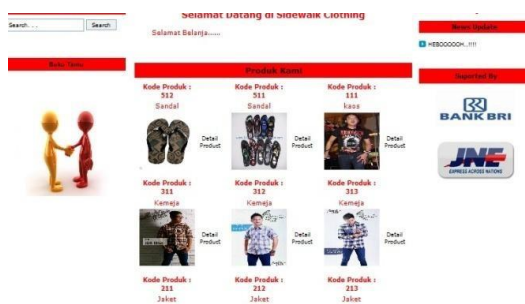 Selamat Datang di Sidewalk Clothing
Selamat Belanja......
Search. . .
Search
Buku Tamu
Produk Kami
Kode Produk :
512
Sandal
Detail
Product
Kode Produk :
511
Sandal
Detail
Product
Kode Produk :
111
kaos
Detail
Product
Kode Produk :
311
Kemeja
Detail
Product
Kode Produk :
312
Kemeja
Detail
Product
Kode Produk :
313
Kemeja
Detail
Product
Kode Produk :
211
Jaket
Kode Produk :
212
Jaket
Kode Produk :
213
Jaket
News Update
HEBOOOOOH..!!!!
Suported By
BANK BRI
JNE
EXPRESS ACROSS NATIONS